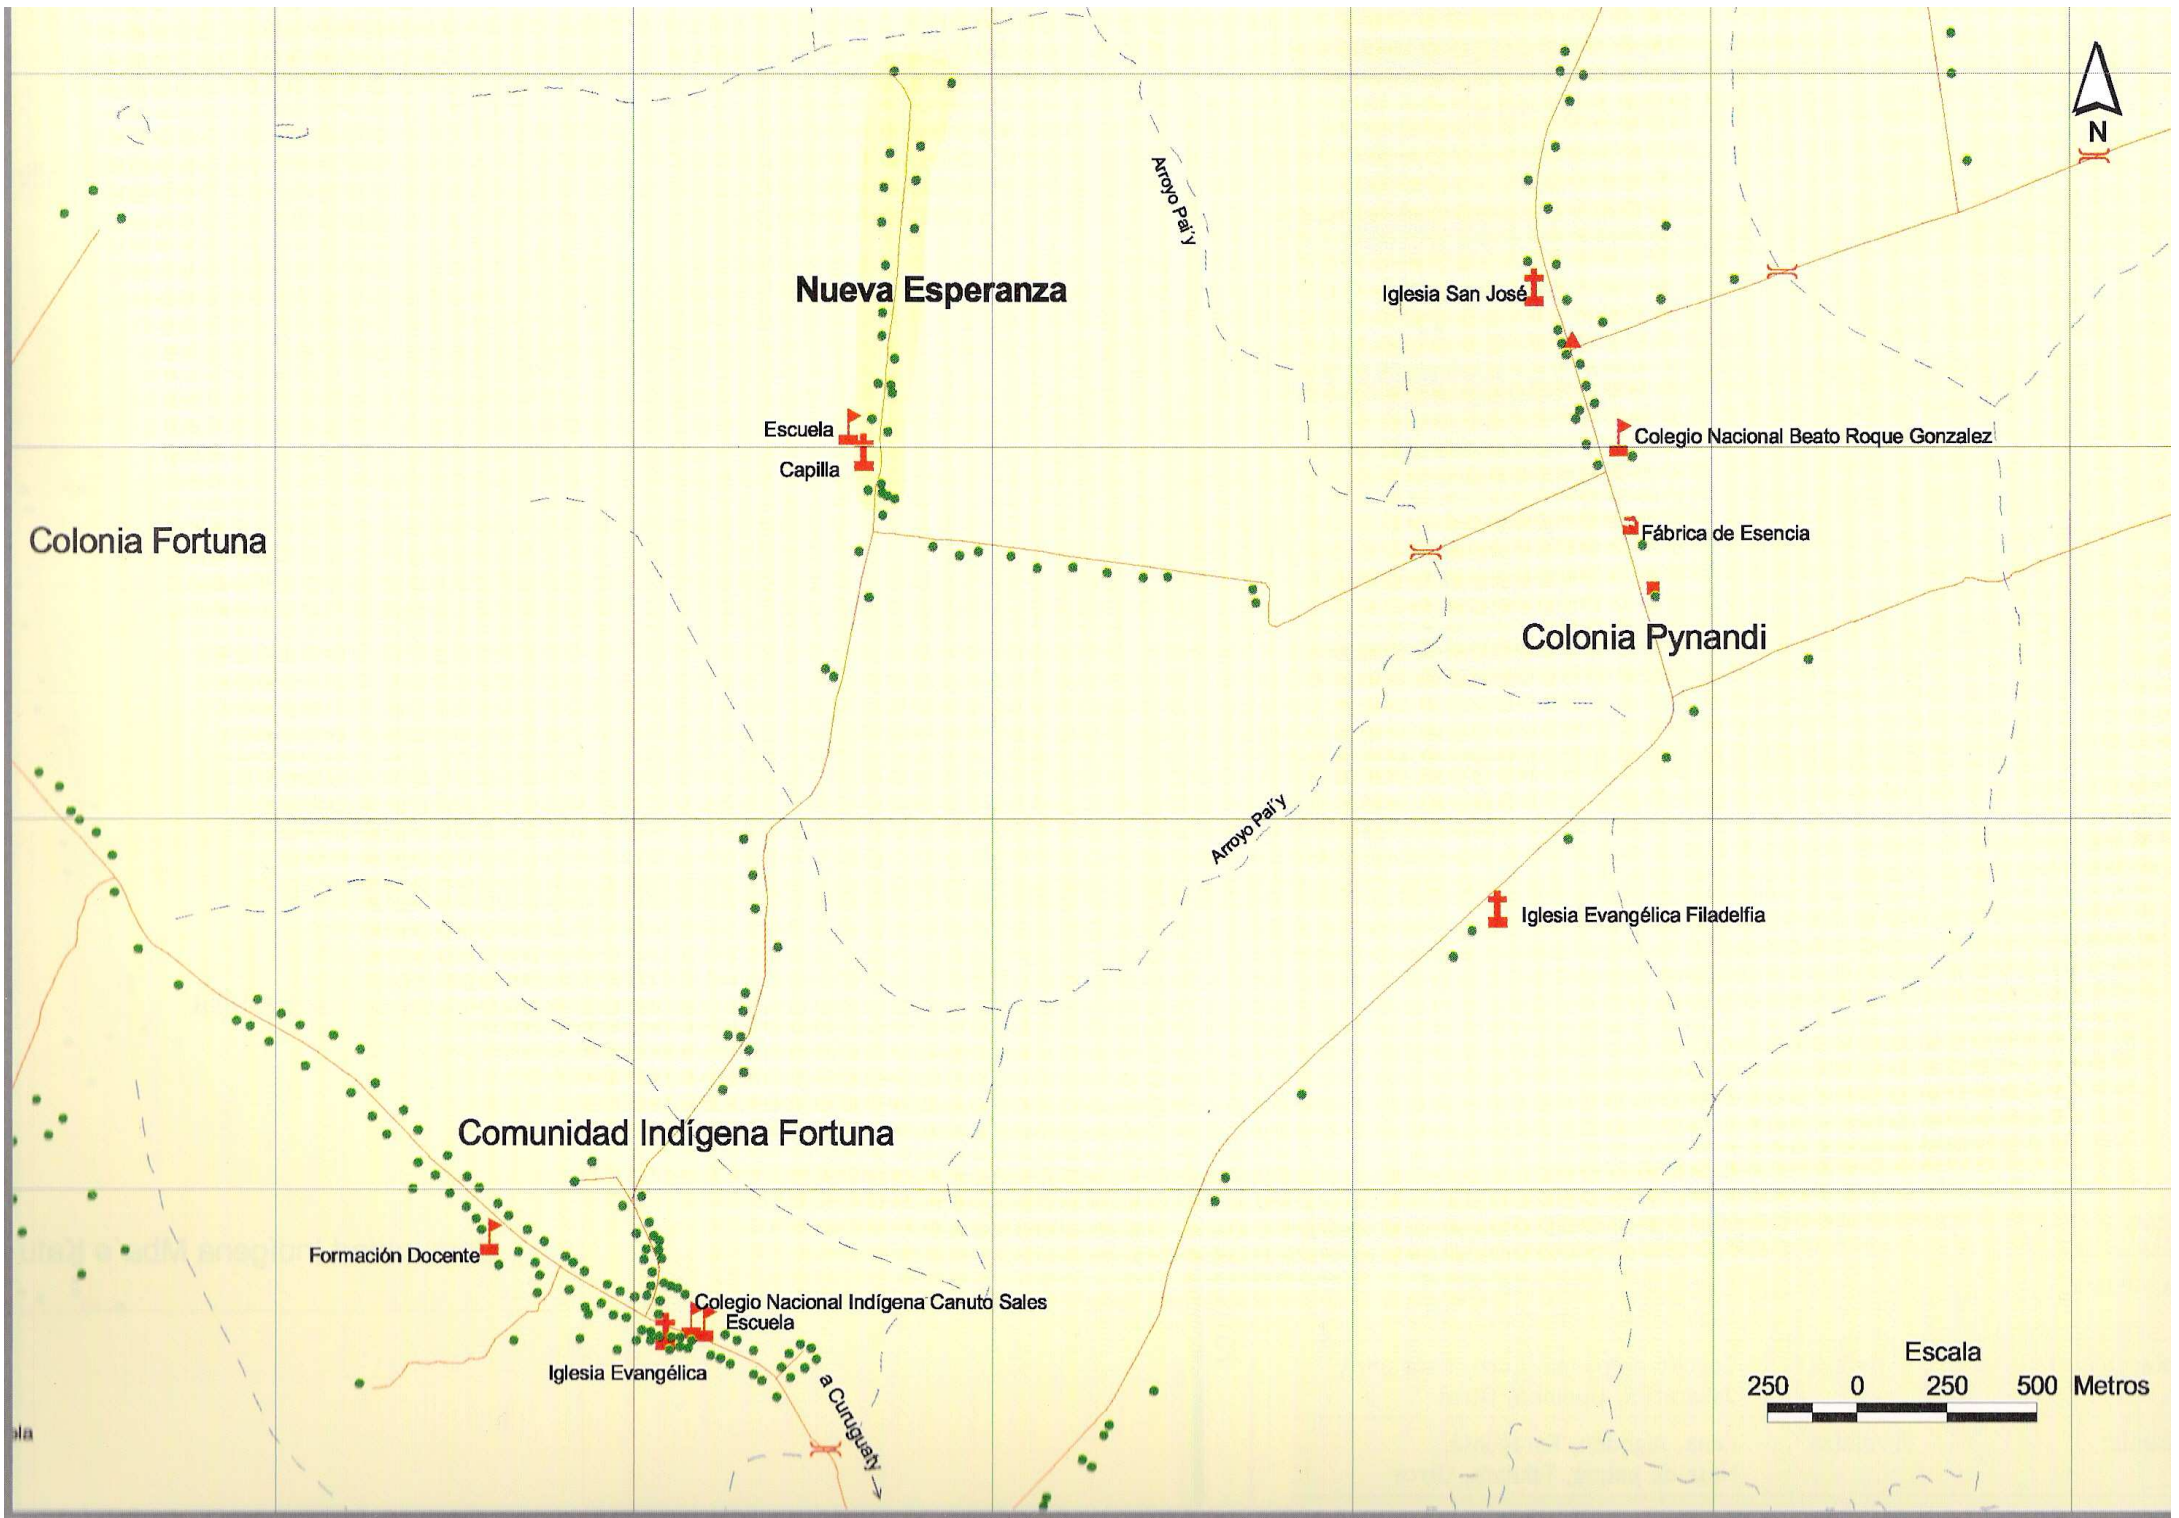 N
Arroyo Pai´y
Nueva Esperanza
Iglesia San José
Escuela
Colegio Nacional Beato Roque Gonzalez
Capilla
Colonia Fortuna
Fábrica de Esencia
Colonia Pynandi
Arroyo Pai´y
Iglesia Evangélica Filadelfia
Comunidad Indígena Fortuna
Formación Docente
Colegio Nacional Indígena Canuto Sales
Escuela
Iglesia Evangélica
a Curuguaty
Escala
250 0 250 500 Metros